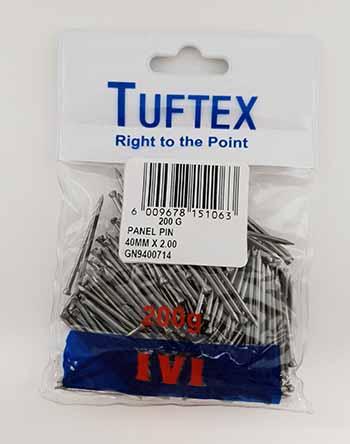 TUFTEX
Right to the Point
6 009678 151063
200 G
PANEL PIN
40MM X 2.00
GN9400714
200g